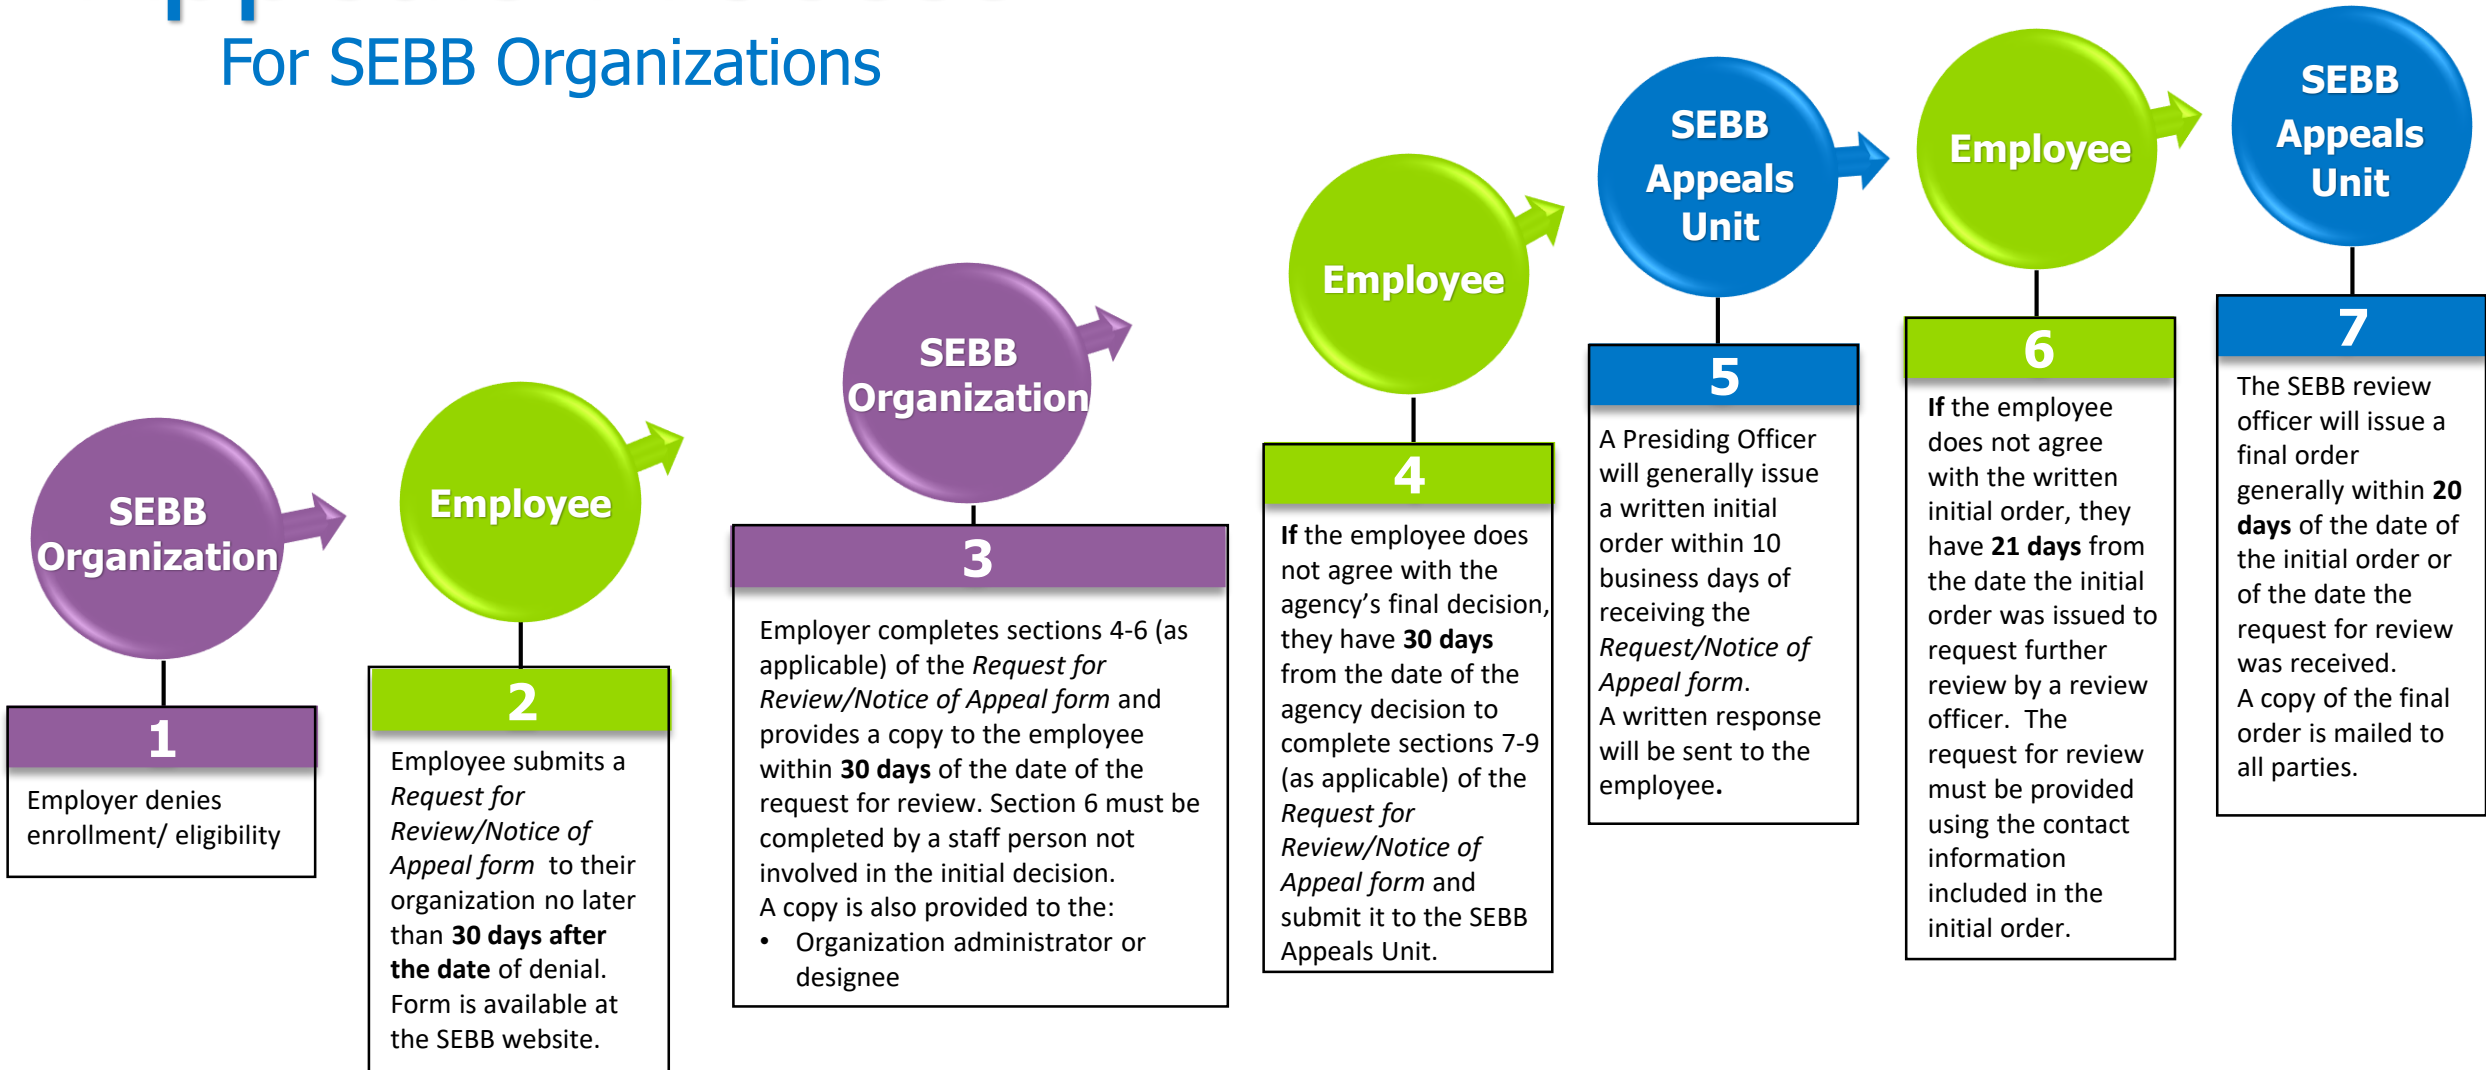 For SEBB Organizations
SEBB
Organization
1
Employer denies
enrollment/ eligibility
Employee
2
Employee submits a
Request for
Review/Notice of
Appeal form to their
organization no later
than 30 days after
the date of denial.
Form is available at
the SEBB website.
SEBB
Organization
3
Employer completes sections 4-6 (as
applicable) of the Request for
Review/Notice of Appeal form and
provides a copy to the employee
within 30 days of the date of the
request for review. Section 6 must be
completed by a staff person not
involved in the initial decision.
A copy is also provided to the:
• Organization administrator or
designee
Employee
4
If the employee does
not agree with the
agency’s final decision,
they have 30 days
from the date of the
agency decision to
complete sections 7-9
(as applicable) of the
Request for
Review/Notice of
Appeal form and
submit it to the SEBB
Appeals Unit.
SEBB
Appeals
Unit
5
A Presiding Officer
will generally issue
a written initial
order within 10
business days of
receiving the
Request/Notice of
Appeal form.
A written response
will be sent to the
employee.
Employee
6
If the employee
does not agree
with the written
initial order, they
have 21 days from
the date the initial
order was issued to
request further
review by a review
officer. The
request for review
must be provided
using the contact
information
included in the
initial order.
SEBB
Appeals
Unit
7
The SEBB review
officer will issue a
final order
generally within 20
days of the date of
the initial order or
of the date the
request for review
was received.
A copy of the final
order is mailed to
all parties.